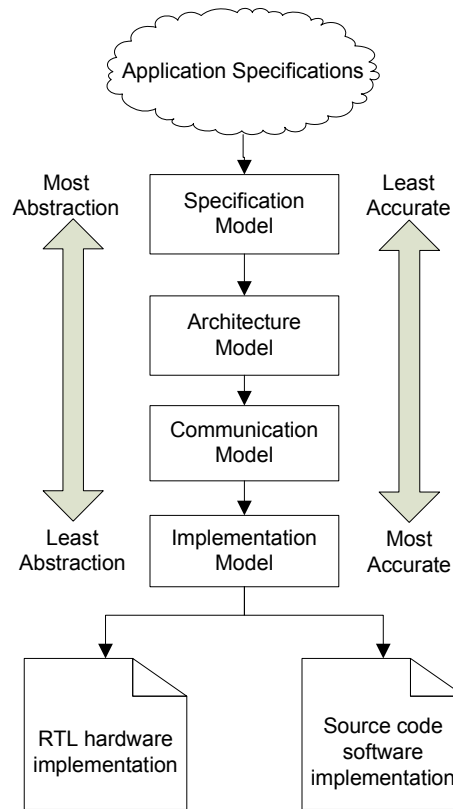 Application Specifications
Most
Abstraction
Least
Accurate
Specification
Model
Architecture
Model
Communication
Model
Least
Abstraction
Implementation
Model
Most
Accurate
RTL hardware
implementation
Source code
software
implementation